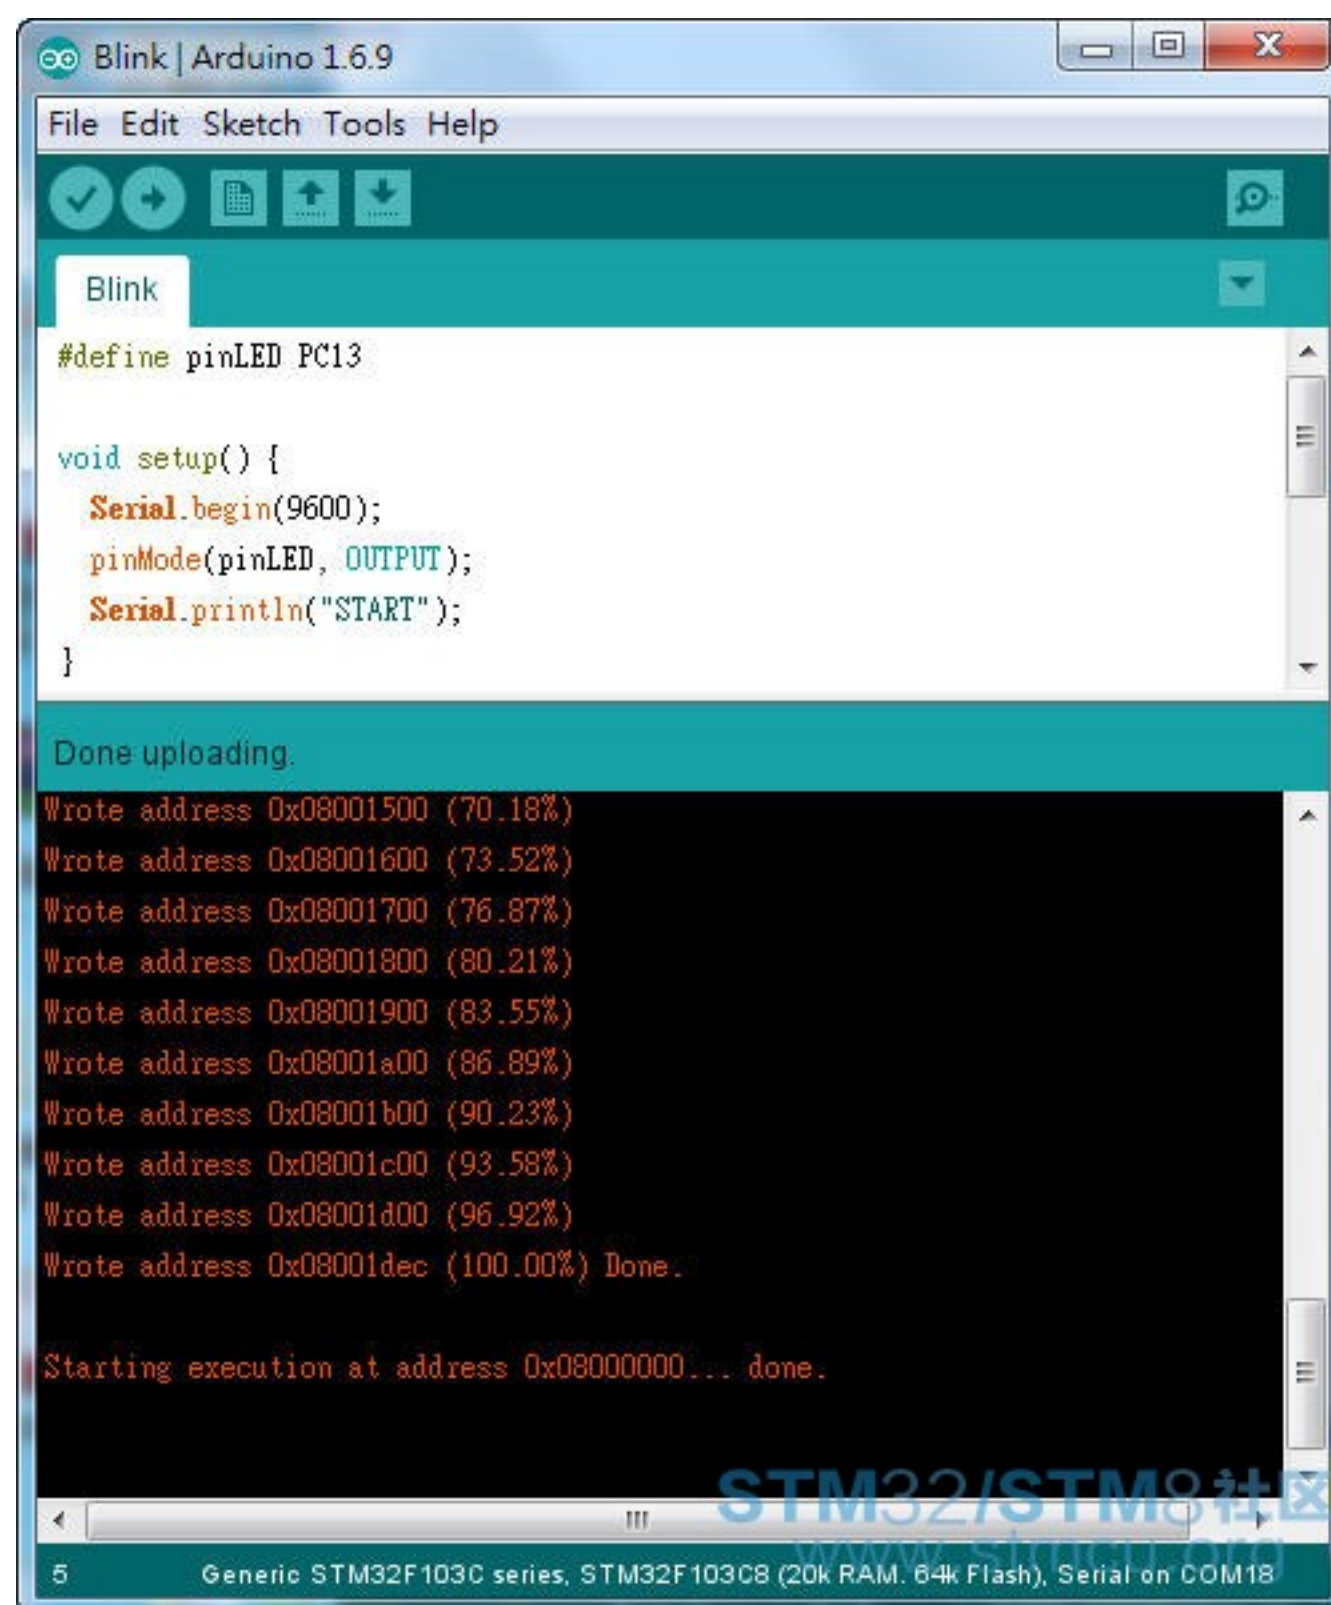 Blink | Arduino 1.6.9
File Edit Sketch Tools Help
Blink
#define pinLED PC13
void setup() {
Serial.begin(9600);
pinMode(pinLED, OUTPUT);
Serial.println("START");
}
Done uploading.
Wrote address 0x08001500 (70.18%)
Wrote address 0x08001600 (73.52%)
Wrote address 0x08001700 (76.87%)
Wrote address 0x08001800 (80.21%)
Wrote address 0x08001900 (83.55%)
Wrote address 0x08001a00 (86.89%)
Wrote address 0x08001b00 (90.23%)
Wrote address 0x08001c00 (93.58%)
Wrote address 0x08001d00 (96.92%)
Wrote address 0x08001dec (100.00%) Done.
Starting execution at address 0x08000000... done.
STM32/STM8社区
www.stmcu.org
5 Generic STM32F103C series, STM32F103C8 (20k RAM. 64k Flash), Serial on COM18